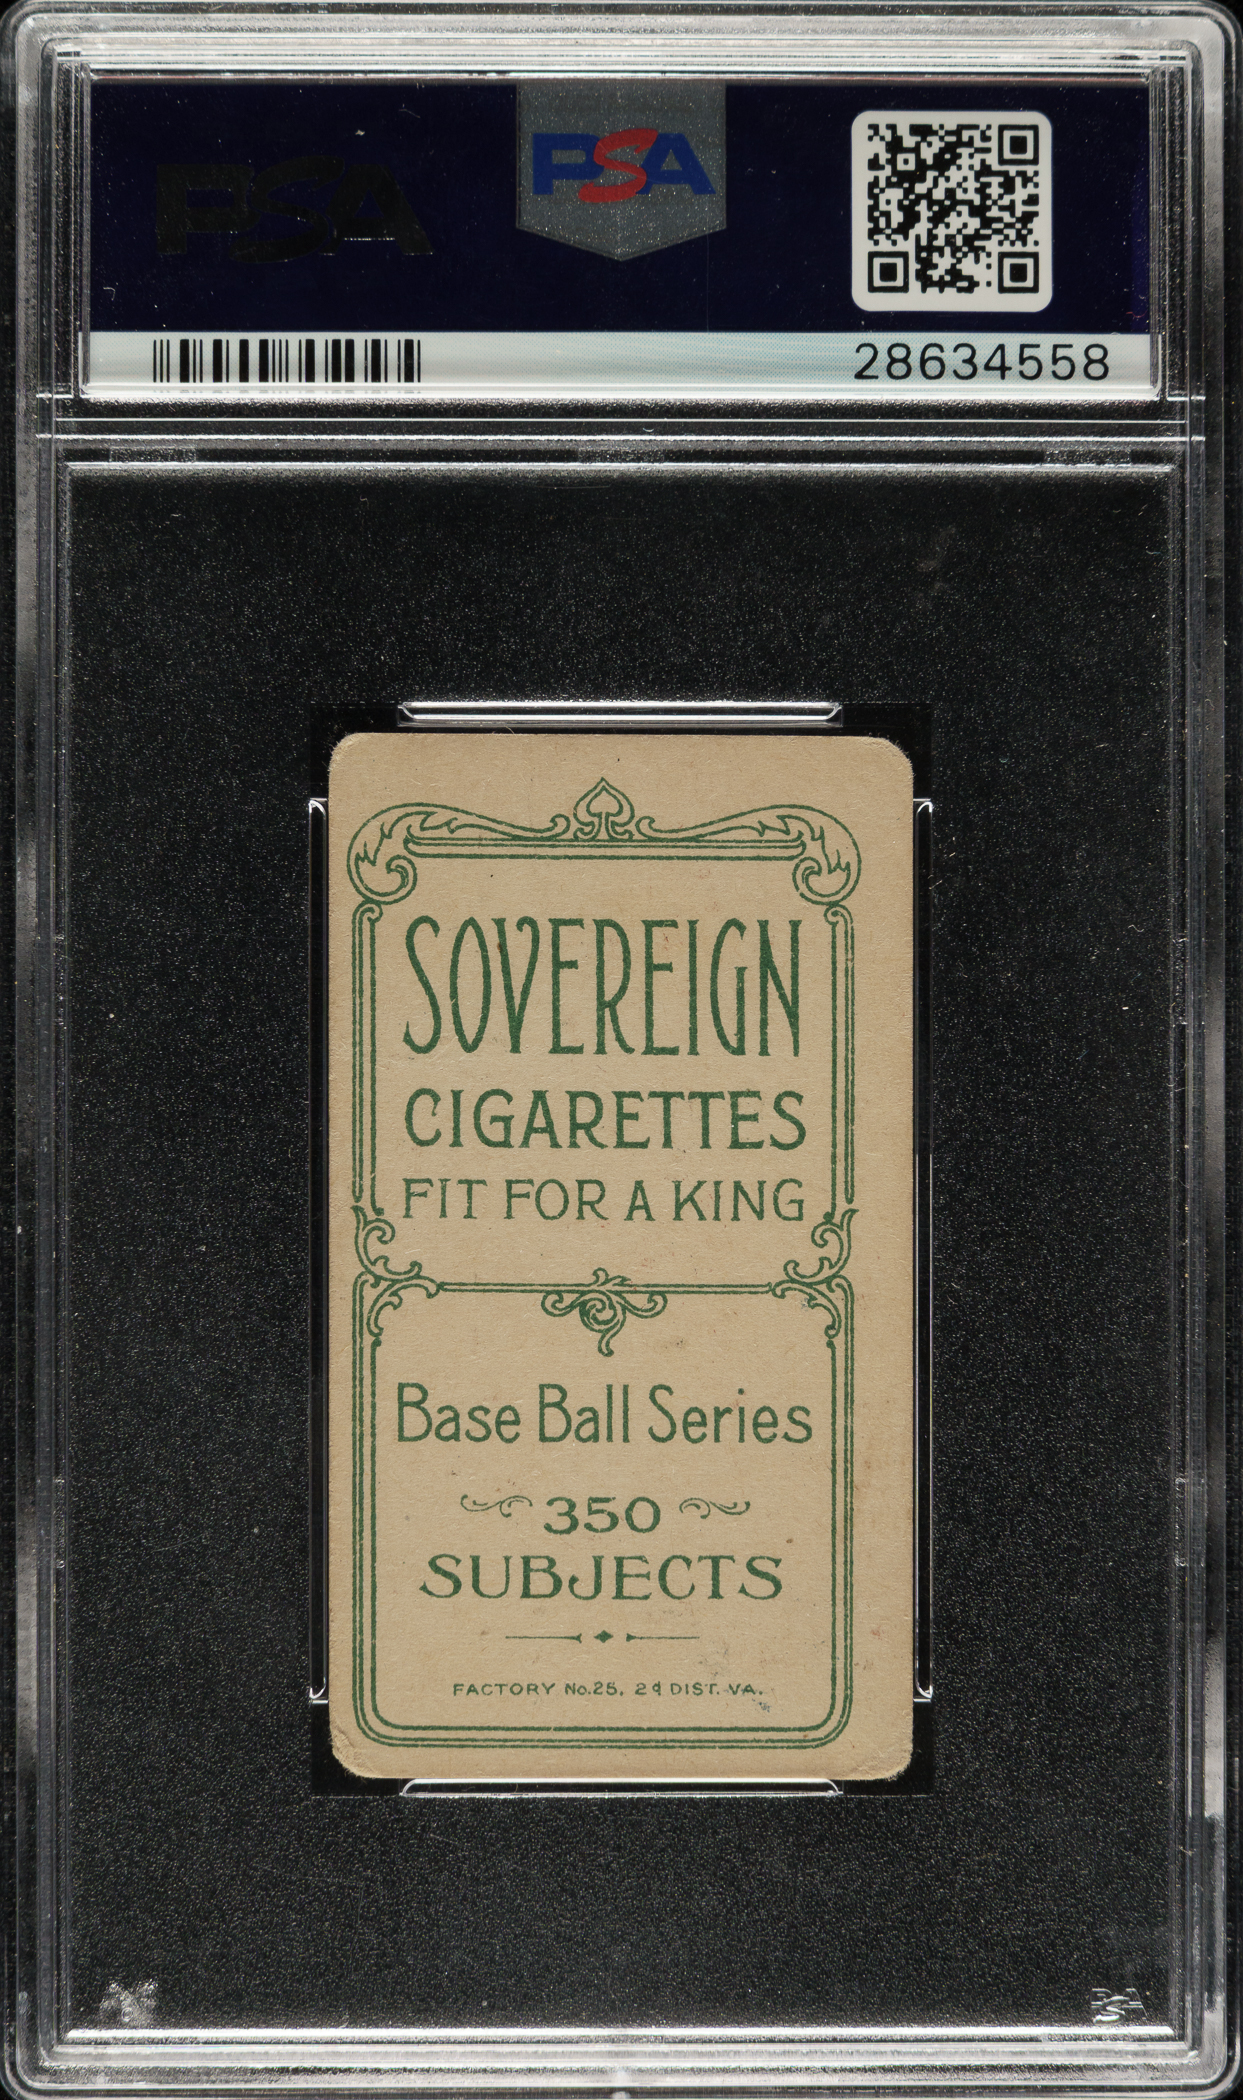 PSA
PSA
28634558
SOVEREIGN
CIGARETTES
FIT FOR A KING
Base Ball Series
350
SUBJECTS
FACTORY No.25, 2d DIST. VA.
PSA